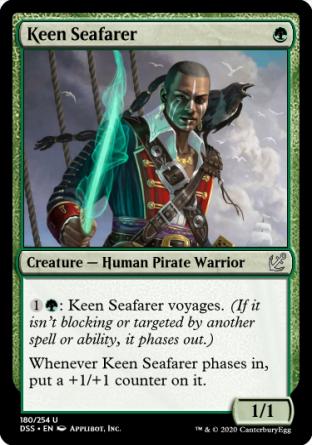 Keen Seafarer
Creature — Human Pirate Warrior
1: Keen Seafarer voyages. (If it
isn't blocking or targeted by another
spell or ability, it phases out.)
Whenever Keen Seafarer phases in,
put a +1/+1 counter on it.
1/1
180/254 U
DSS • EN APPLIBOT, INC.
™ & © 2020 CanterburyEgg